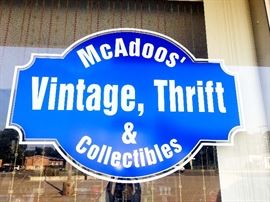 McAdoos'
Vintage, Thrift
&
Collectibles